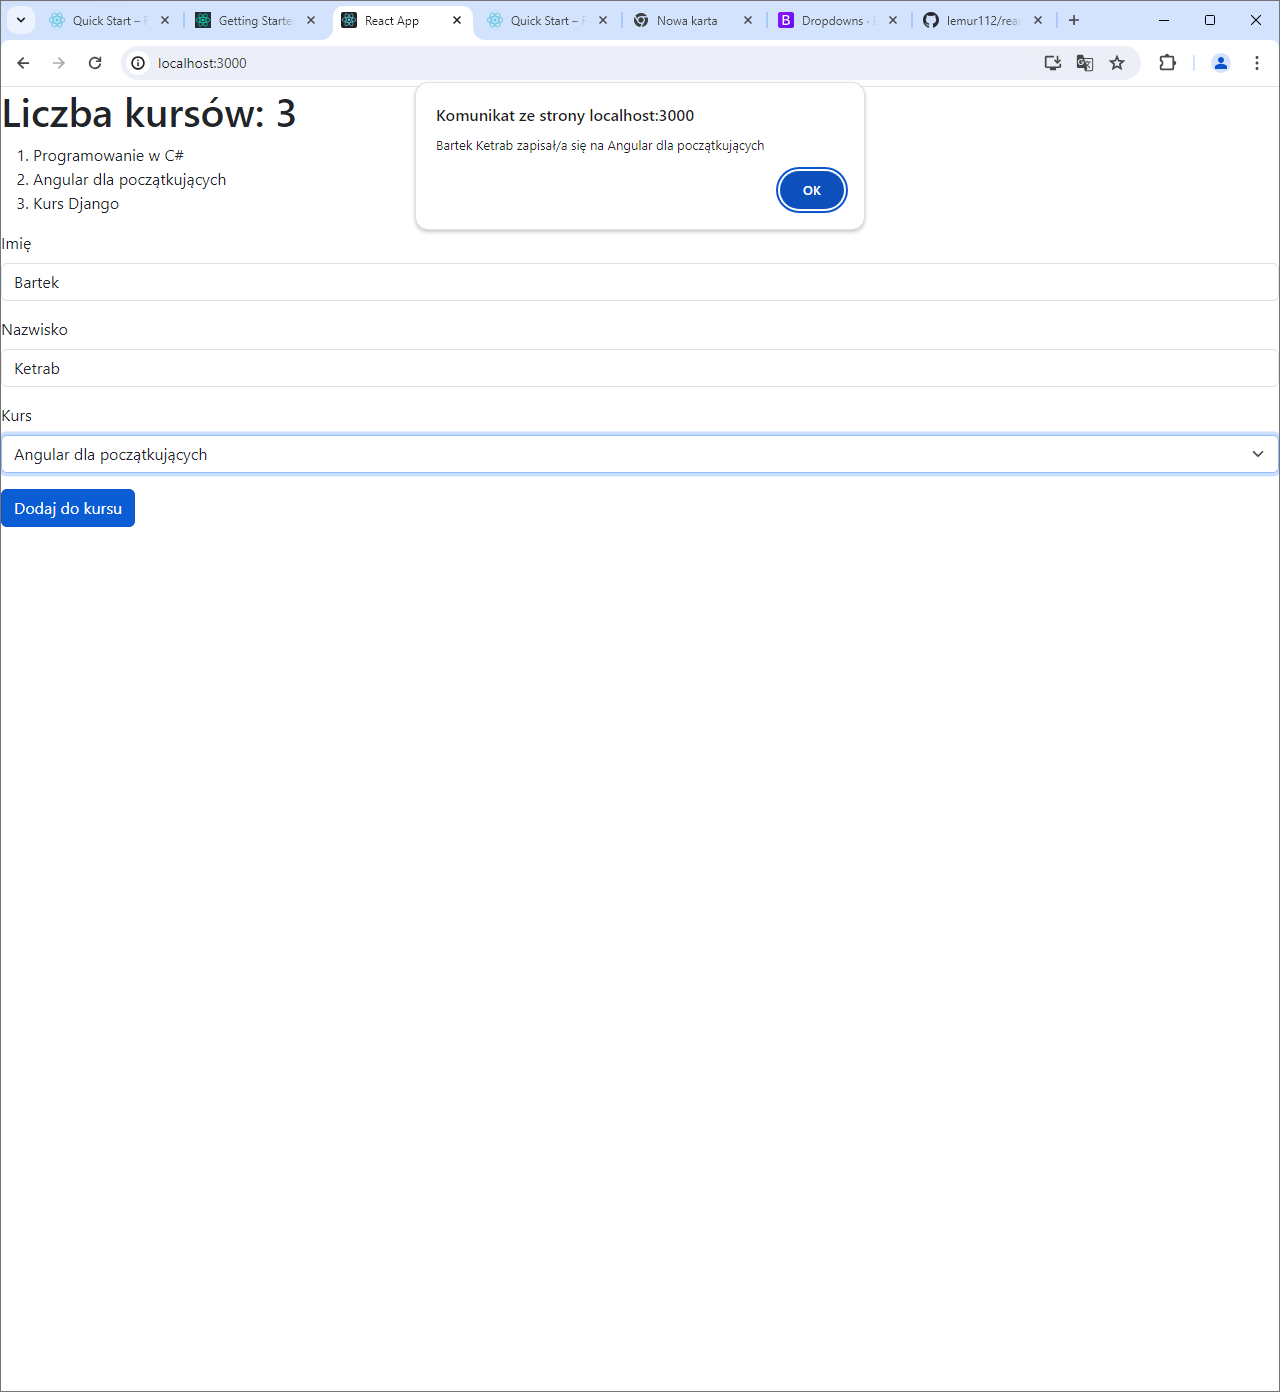 Quick Start –
Getting Starte
React App
Quick Start –
Nowa karta
Dropdowns ·
lemur112/rea
localhost:3000
Liczba kursów: 3
1. Programowanie w C#
2. Angular dla początkujących
3. Kurs Django
Komunikat ze strony localhost:3000
Bartek Ketrab zapisał/a się na Angular dla początkujących
OK
Imię
Bartek
Nazwisko
Ketrab
Kurs
Angular dla początkujących
Dodaj do kursu